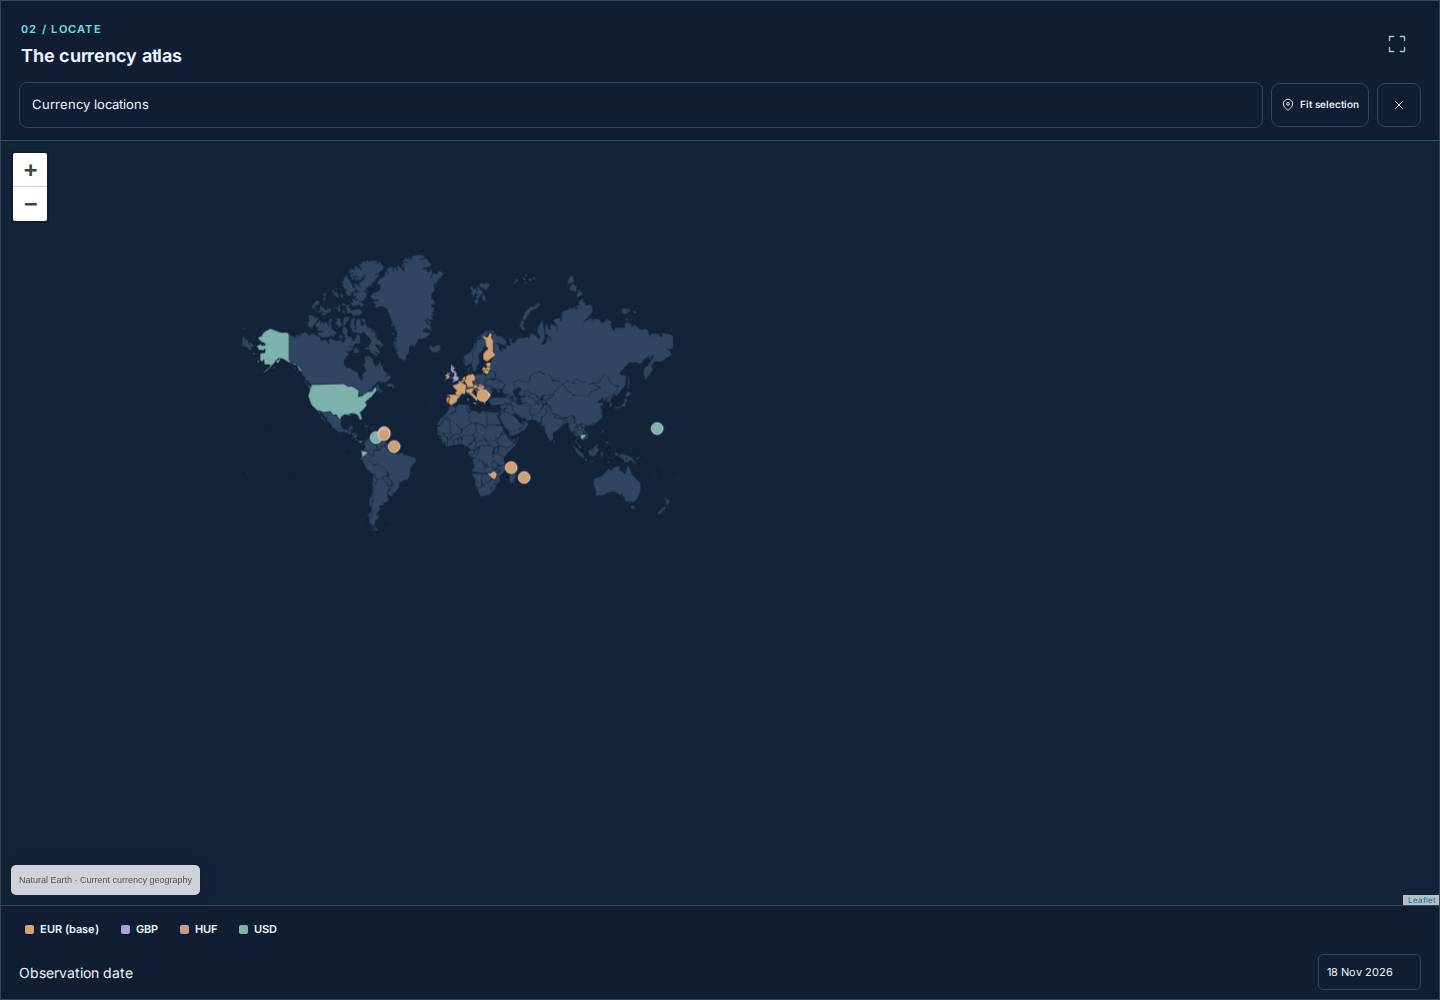 02 / LOCATE
The currency atlas
Currency locations
Fit selection
+
−
Natural Earth · Current currency geography
Leaflet
EUR (base) GBP HUF USD
Observation date
18 Nov 2026